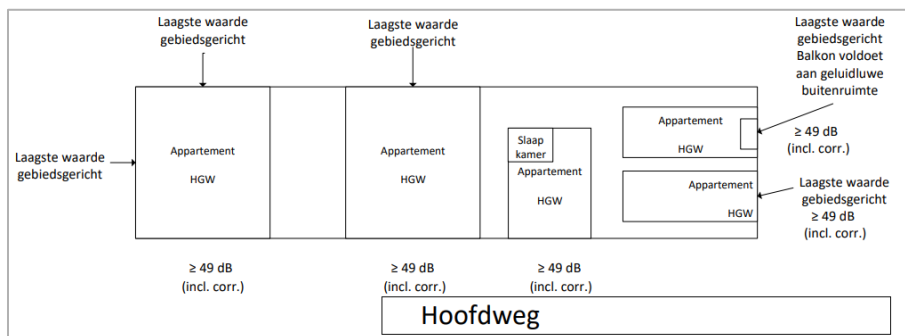 Laagste waarde
gebiedsgericht
Laagste waarde
gebiedsgericht
Laagste waarde
gebiedsgericht
Balkon voldoet
aan geluidluwe
buitenruimte
Laagste waarde
gebiedsgericht
Appartement
HGW
Appartement
HGW
Slaap
kamer
Appartement
HGW
Appartement
HGW
≥ 49 dB
(incl. corr.)
Appartement
HGW
Laagste waarde
gebiedsgericht
≥ 49 dB
(incl. corr.)
≥ 49 dB
(incl. corr.)
≥ 49 dB
(incl. corr.)
≥ 49 dB
(incl. corr.)
Hoofdweg